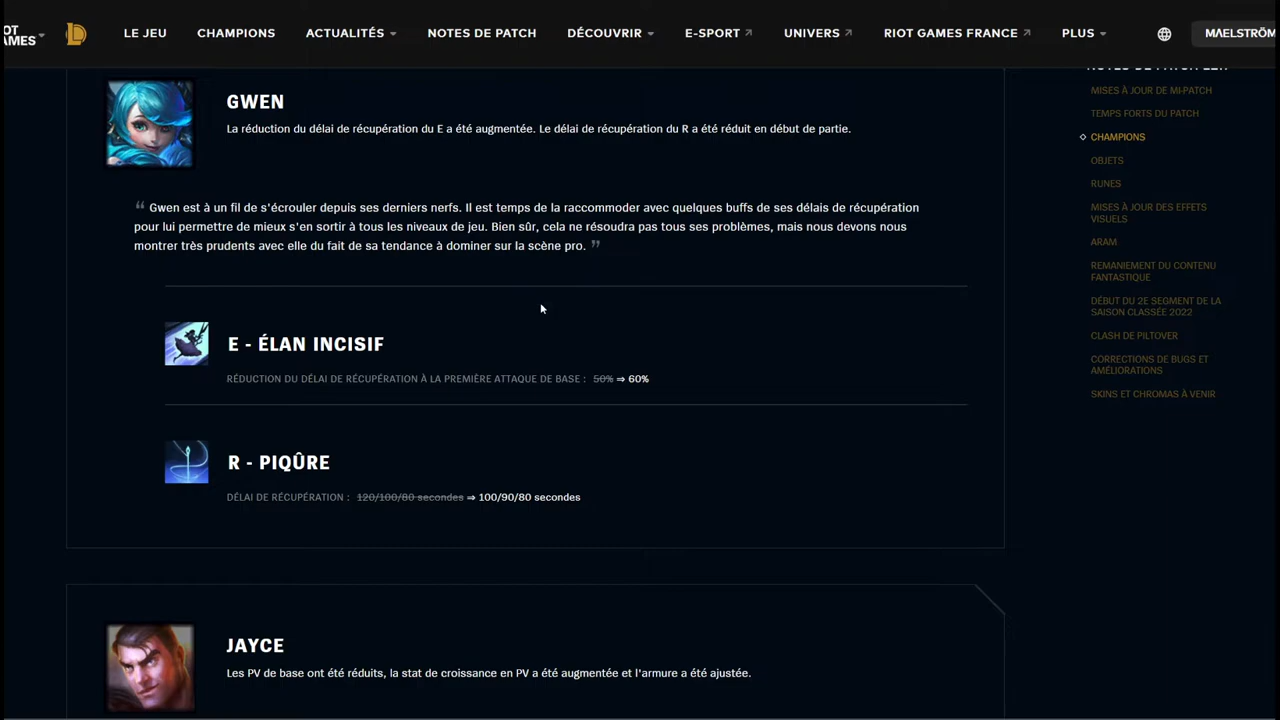 LE JEU
CHAMPIONS
ACTUALITÉS
NOTES DE PATCH
DÉCOUVRIR
E-SPORT
UNIVERS
RIOT GAMES FRANCE
PLUS
GWEN
La réduction du délai de récupération du E a été augmentée. Le délai de récupération du R a été réduit en début de partie.
“ Gwen est à un fil de s'écrouler depuis ses derniers nerfs. Il est temps de la raccommoder avec quelques buffs de ses délais de récupération
pour lui permettre de mieux s'en sortir à tous les niveaux de jeu. Bien sûr, cela ne résoudra pas tous ses problèmes, mais nous devons nous
montrer très prudents avec elle du fait de sa tendance à dominer sur la scène pro. ”
E - ÉLAN INCISIF
RÉDUCTION DU DÉLAI DE RÉCUPÉRATION À LA PREMIÈRE ATTAQUE DE BASE : 50% ⇒ 60%
R - PIQÛRE
DÉLAI DE RÉCUPÉRATION : 120/100/80 secondes ⇒ 100/90/80 secondes
JAYCE
Les PV de base ont été réduits, la stat de croissance en PV a été augmentée et l'armure a été ajustée.
MISES À JOUR DE MI-PATCH
TEMPS FORTS DU PATCH
CHAMPIONS
OBJETS
RUNES
MISES À JOUR DES EFFETS
VISUELS
ARAM
REMANIEMENT DU CONTENU
FANTASTIQUE
DÉBUT DU 2E SEGMENT DE LA
SAISON CLASSÉE 2022
CLASH DE PILTOVER
CORRECTIONS DE BUGS ET
AMÉLIORATIONS
SKINS ET CHROMAS À VENIR